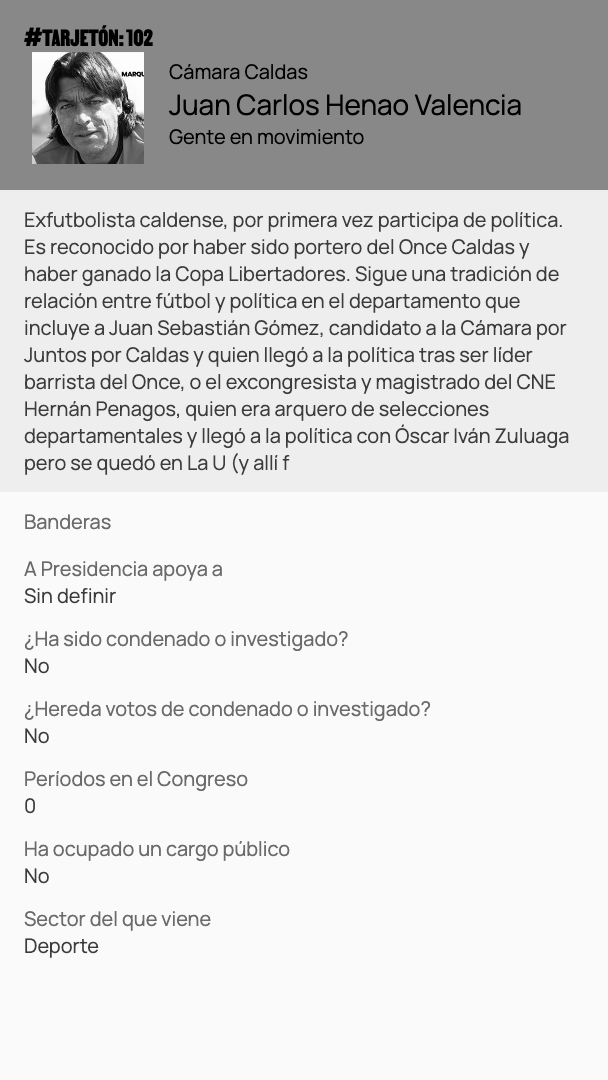 #TARJETÓN: 102
MARQU
Cámara Caldas
Juan Carlos Henao Valencia
Gente en movimiento
Exfutbolista caldense, por primera vez participa de política.
Es reconocido por haber sido portero del Once Caldas y
haber ganado la Copa Libertadores. Sigue una tradición de
relación entre fútbol y política en el departamento que
incluye a Juan Sebastián Gómez, candidato a la Cámara por
Juntos por Caldas y quien llegó a la política tras ser líder
barrista del Once, o el excongresista y magistrado del CNE
Hernán Penagos, quien era arquero de selecciones
departamentales y llegó a la política con Óscar Iván Zuluaga
pero se quedó en La U (y allí f
Banderas
A Presidencia apoya a
Sin definir
¿Ha sido condenado o investigado?
No
¿Hereda votos de condenado o investigado?
No
Períodos en el Congreso
0
Ha ocupado un cargo público
No
Sector del que viene
Deporte